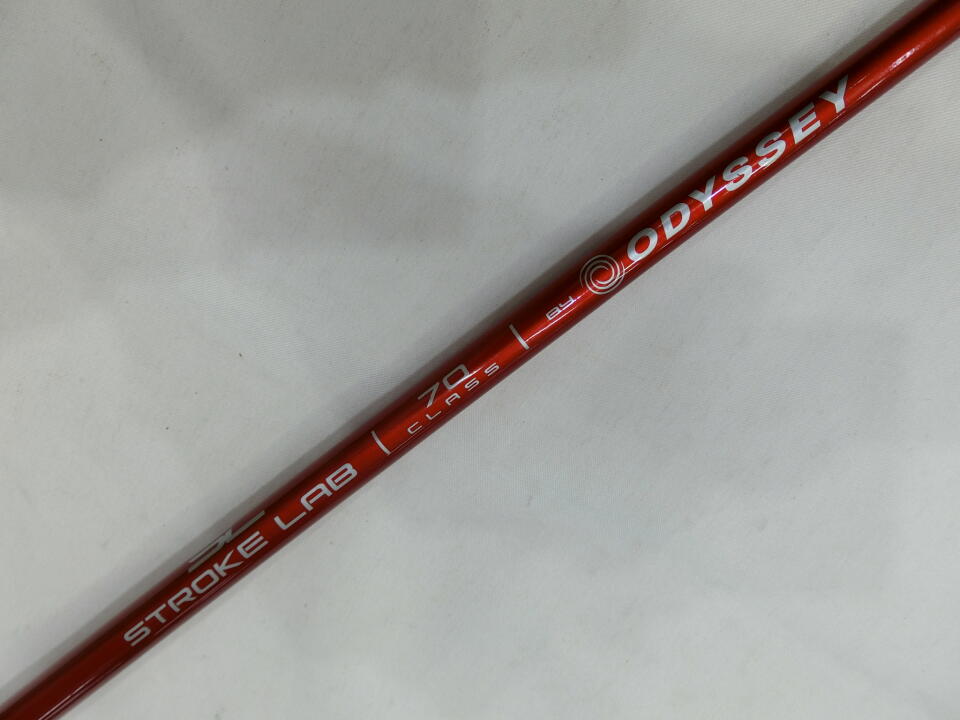 SL
STROKE LAB
70
CLASS
BY
ODYSSEY